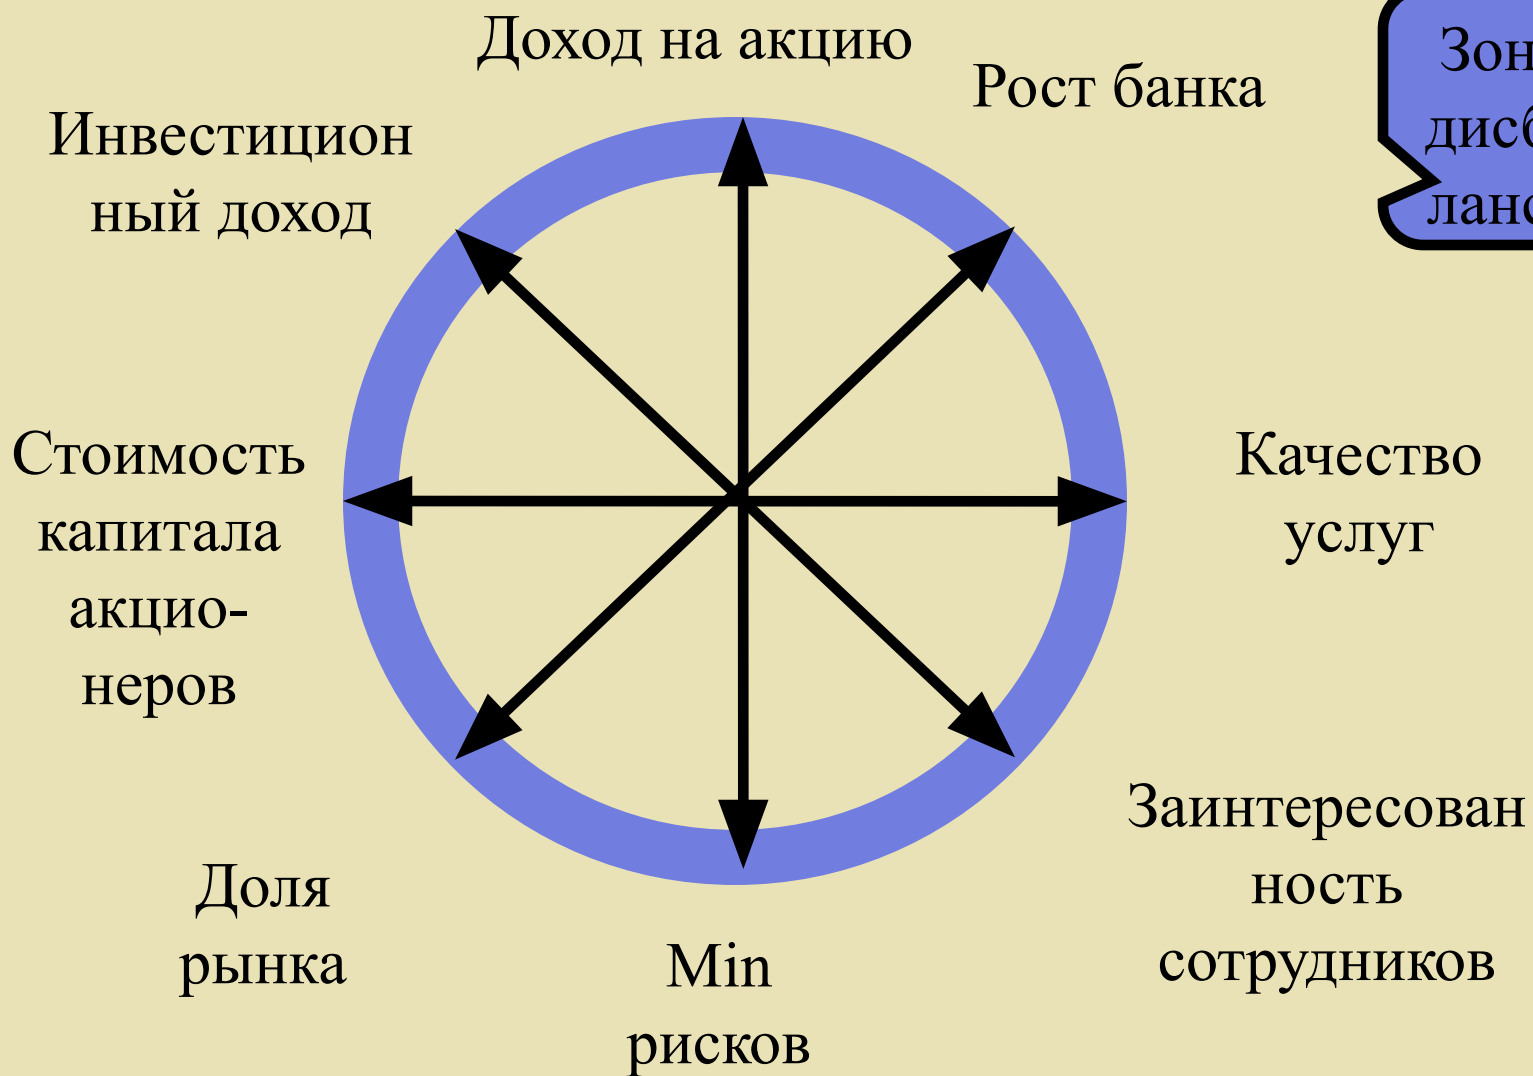 Доход на акцию
Рост банка
Инвестицион
ный доход
Стоимость
капитала
акцио-
неров
Качество
услуг
Заинтересован
ность
сотрудников
Доля
рынка
Min
рисков